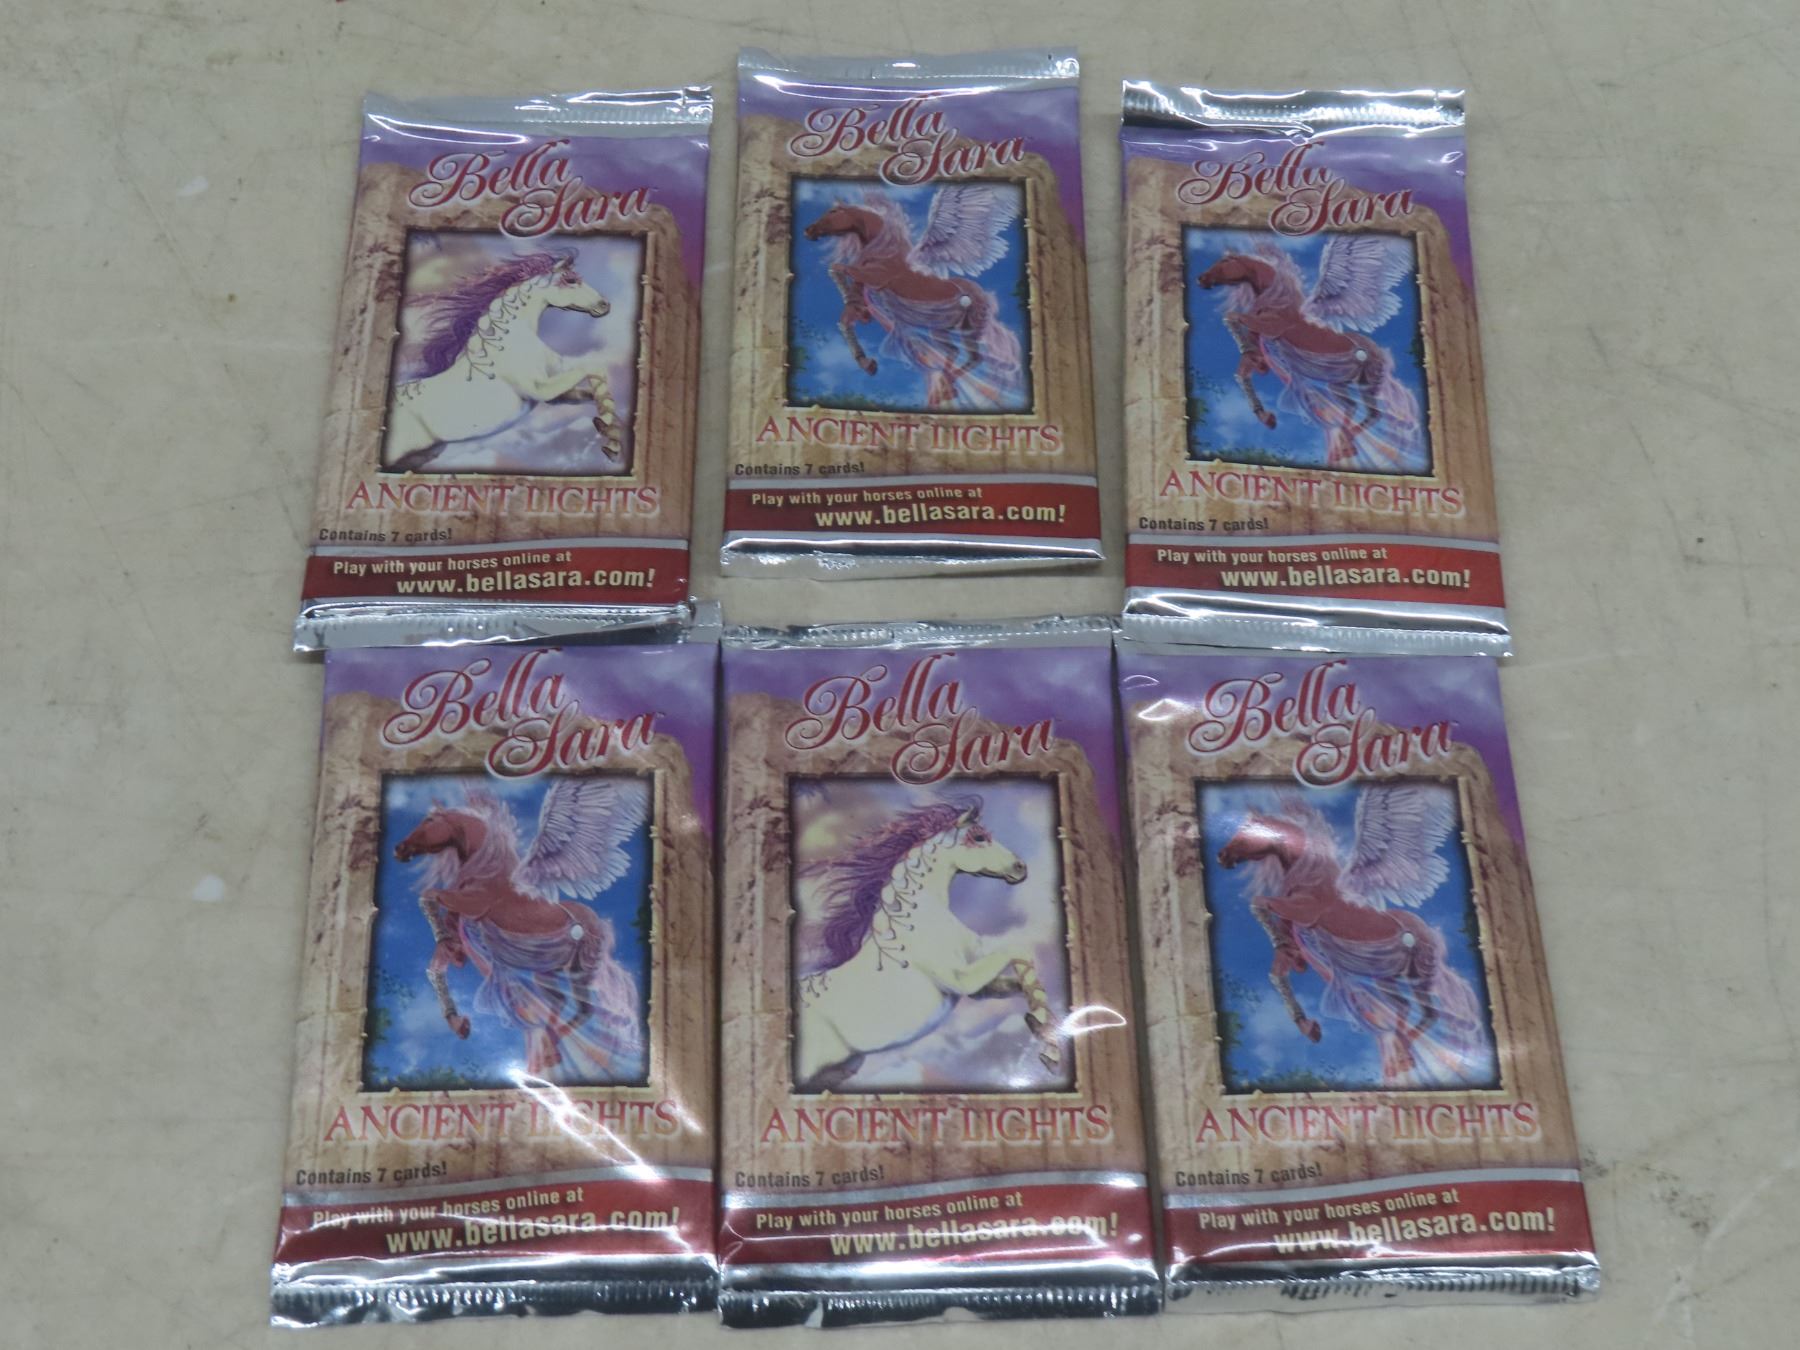 Bella
Sara™
ANCIENT LIGHTS
Contains 7 cards!
Play with your horses online at
www.bellasara.com!
Bella
Sara
ANCIENT LIGHTS
Contains 7 cards!
Play with your horses online at
www.bellasara.com!
Bella
Sara
ANCIENT LIGHTS
Contains 7 cards!
Play with your horses online at
www.bellasara.com!
Bella
Sara™
ANCIENT LIGHTS
Contains 7 cards!
Play with your horses online at
www.bellasara.com!
Bella
Sara™
ANCIENT LIGHTS
Contains 7 cards!
Play with your horses online at
www.bellasara.com!
Bella
Sara™
ANCIENT LIGHTS
Contains 7 cards!
Play with your horses online at
www.bellasara.com!